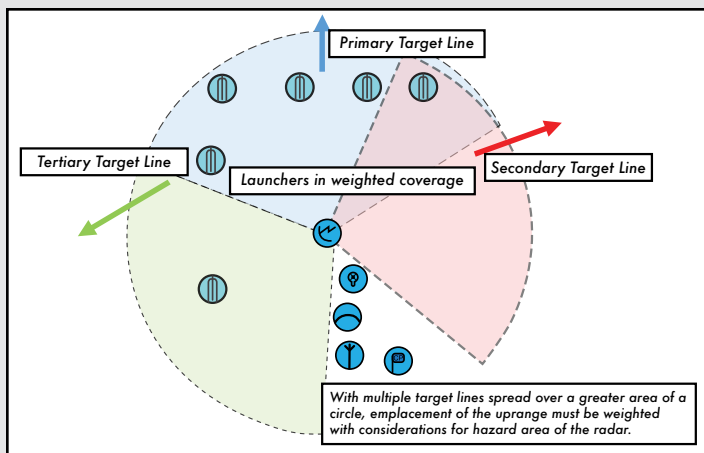 Primary Target Line
Tertiary Target Line
Launchers in weighted coverage
Secondary Target Line
With multiple target lines spread over a greater area of a
circle, emplacement of the uprange must be weighted
with considerations for hazard area of the radar.